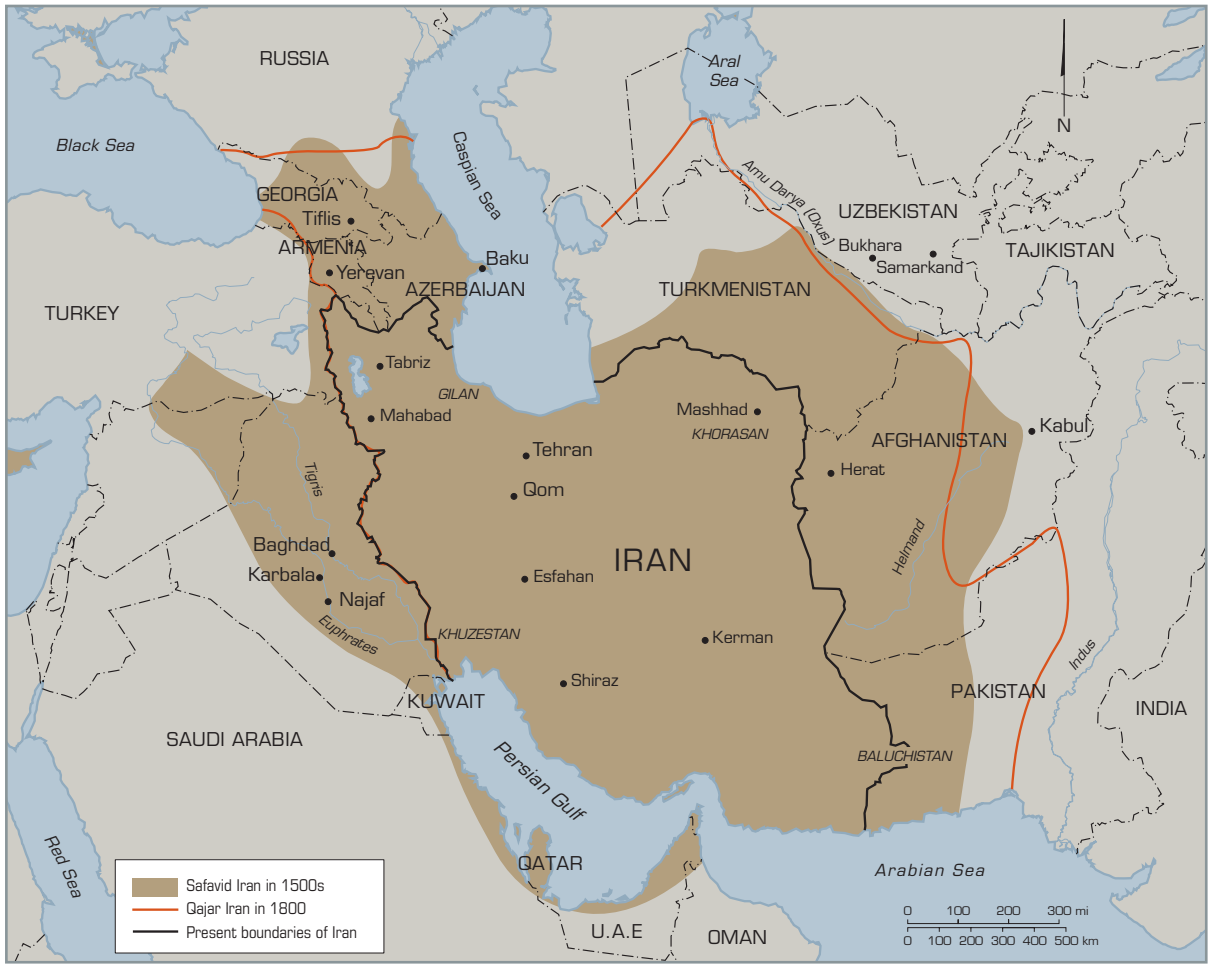 RUSSIA
Aral
Sea
N
Black Sea
Caspian Sea
Amu Darya (Oxus)
GEORGIA
UZBEKISTAN
Tiflis
Bukhara
TAJIKISTAN
ARMENIA
Samarkand
Baku
Yerevan
AZERBAIJAN
TURKMENISTAN
TURKEY
Tabriz
GILAN
Mahabad
Mashhad
KHORASAN
Kabul
AFGHANISTAN
Tehran
Herat
Tigris
Qom
Helmand
Baghdad
IRAN
Karbala
Esfahan
Najaf
Euphrates
KHUZESTAN
Kerman
Indus
Shiraz
KUWAIT
PAKISTAN
INDIA
SAUDI ARABIA
BALUCHISTAN
Persian Gulf
Red Sea
QATAR
Arabian Sea
Safavid Iran in 1500s
Qajar Iran in 1800
Present boundaries of Iran
U.A.E
OMAN
0 100 200 300 mi
0 100 200 300 400 500 km